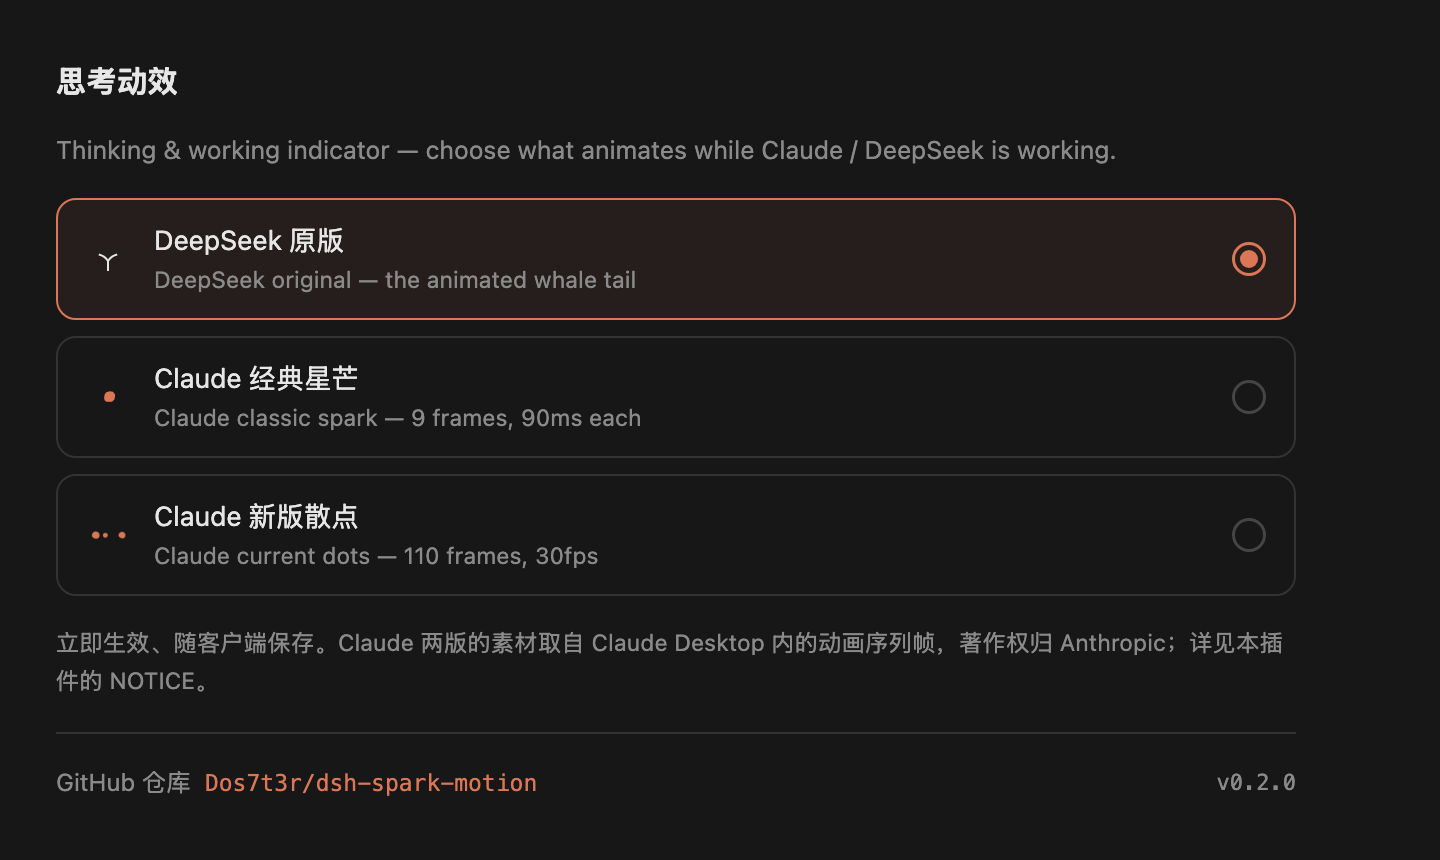 思考动效
Thinking & working indicator — choose what animates while Claude / DeepSeek is working.
DeepSeek 原版
DeepSeek original — the animated whale tail
Claude 经典星芒
Claude classic spark — 9 frames, 90ms each
Claude 新版散点
Claude current dots — 110 frames, 30fps
立即生效、随客户端保存。Claude 两版的素材取自 Claude Desktop 内的动画序列帧，著作权归 Anthropic；详见本插
件的 NOTICE。
GitHub 仓库 Dos7t3r/dsh-spark-motion
v0.2.0